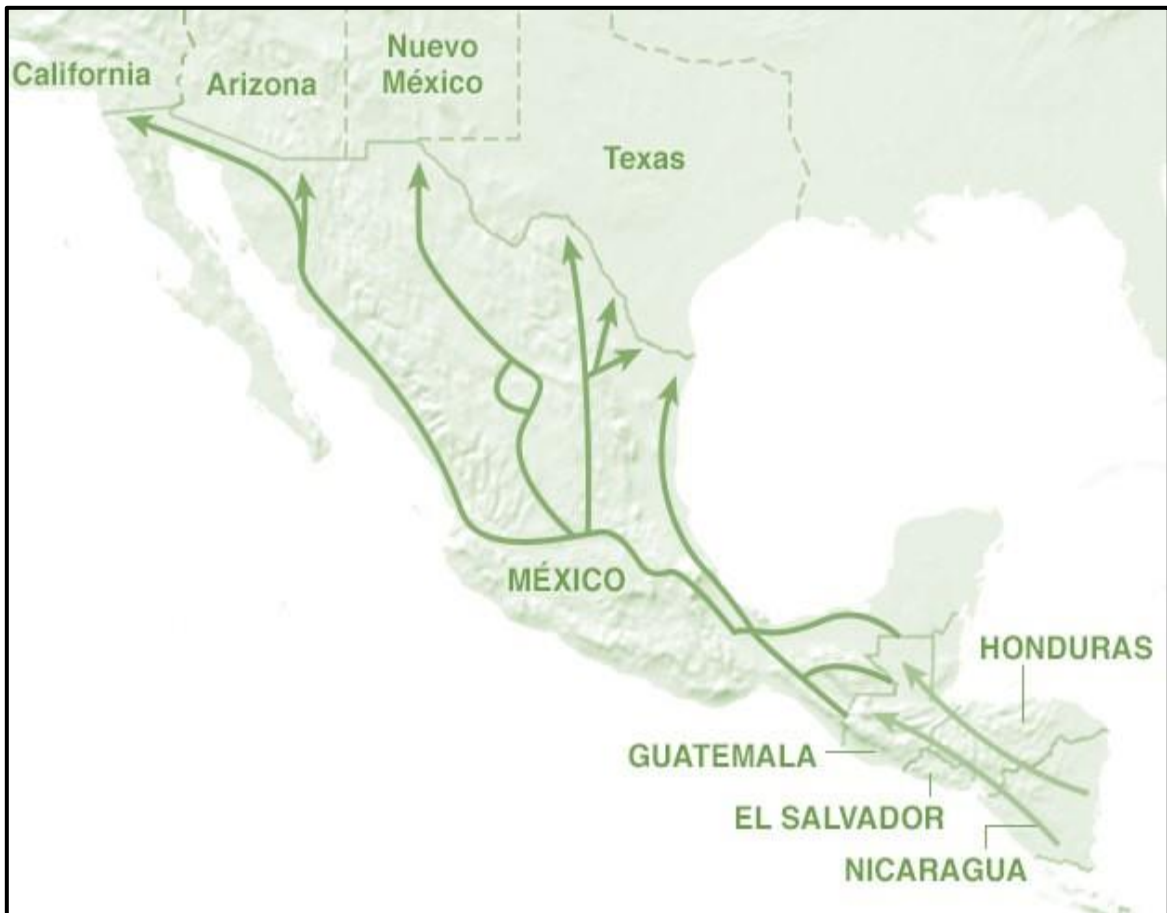 California
Arizona
Nuevo
México
Texas
MÉXICO
HONDURAS
GUATEMALA
EL SALVADOR
NICARAGUA